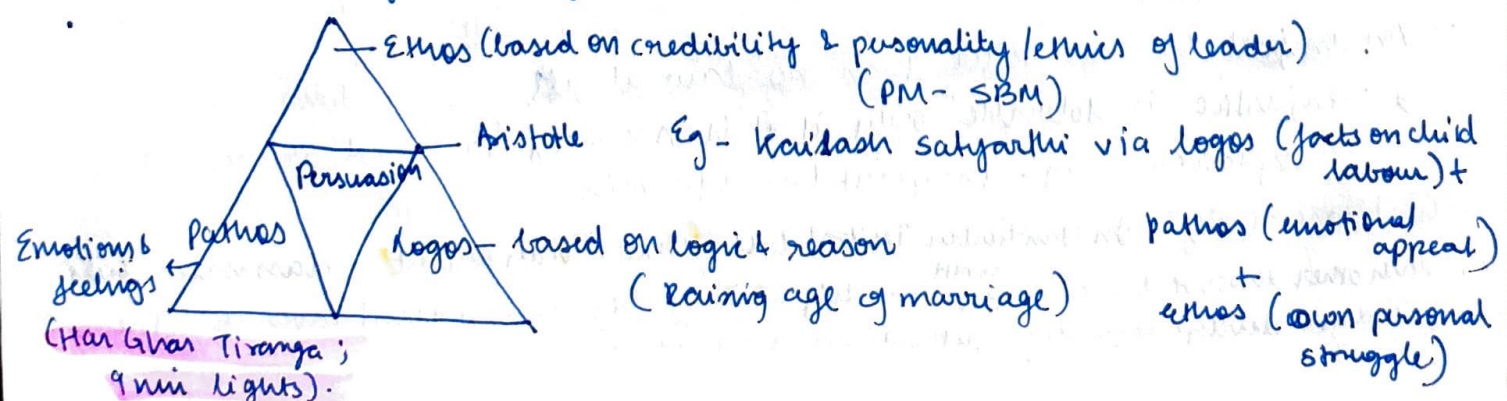 Ethos (based on credibility & personality/ethics of leader)
(PM- SBM)
Aristotle
Persuasion
Pathos
Emotions &
feelings
(Har Ghar Tiranga ;
9 min lights).
Logos - based on logic & reason
(Raising age of marriage)
Eg - Kailash Satyarthi via logos (facts on child
labour) +
pathos (emotional
appeal)
+
ethos (own personal
struggle)